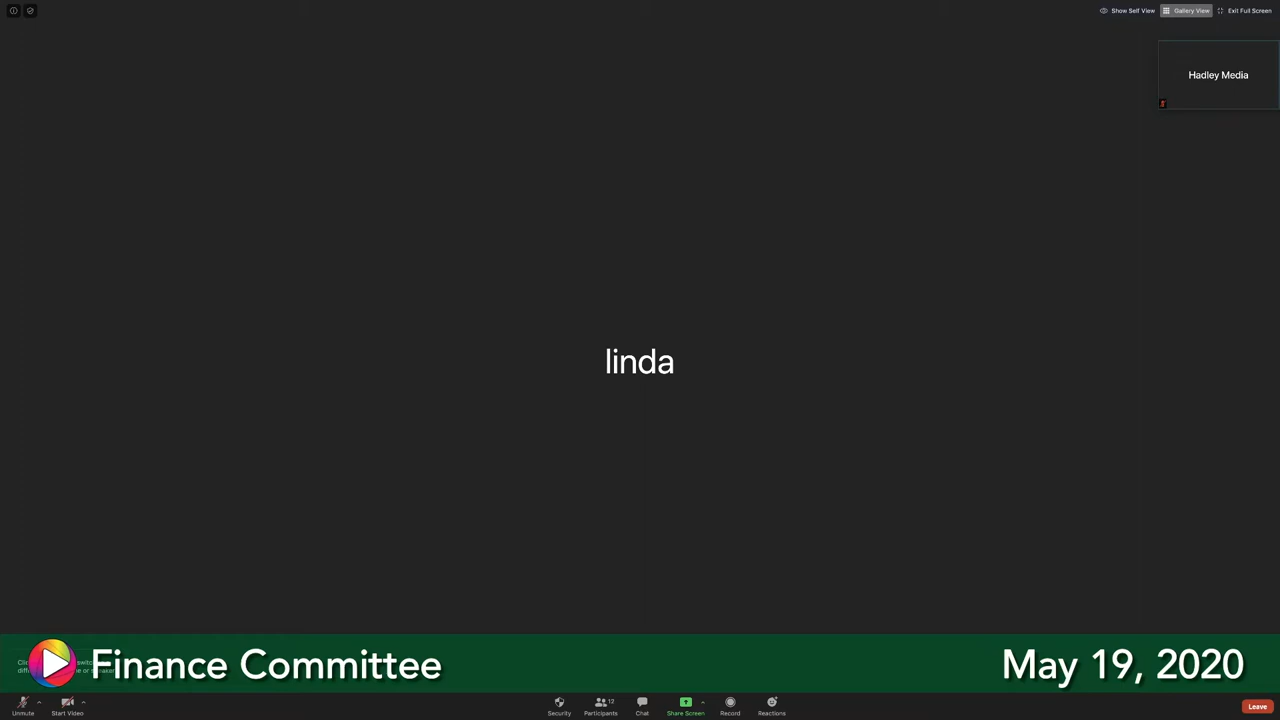 Show Self View
Gallery View
Exit Full Screen
Hadley Media
linda
Finance Committee
May 19, 2020
Unmute
Start Video
Security
Participants
12
Chat
Share Screen
Record
Reactions
Leave